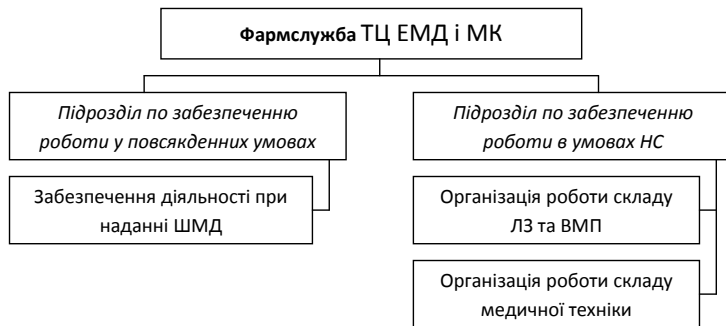 Фармслужба ТЦ ЕМД і МК
Підрозділ по забезпеченню
роботи у повсякденних умовах
Забезпечення діяльності при
наданні ШМД
Підрозділ по забезпеченню
роботи в умовах НС
Організація роботи складу
ЛЗ та ВМП
Організація роботи складу
медичної техніки